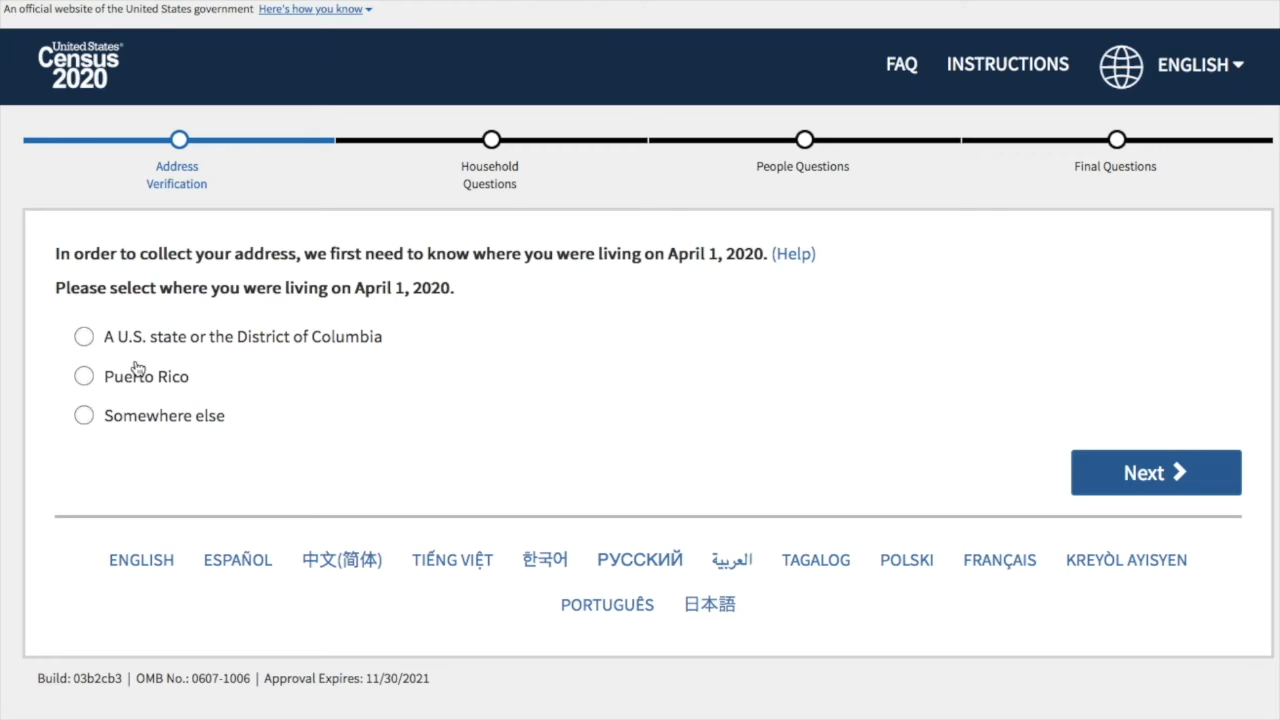 An official website of the United States government Here's how you know
United States®
Census
2020
FAQ
INSTRUCTIONS
ENGLISH
Address
Verification
Household
Questions
People Questions
Final Questions
In order to collect your address, we first need to know where you were living on April 1, 2020. (Help)
Please select where you were living on April 1, 2020.
A U.S. state or the District of Columbia
Puerto Rico
Somewhere else
Next
ENGLISH ESPAÑOL 中文(简体) TIẾNG VIỆT 한국어 РУССКИЙ العربية TAGALOG POLSKI FRANÇAIS KREYÒL AYISYEN
PORTUGUÊS 日本語
Build: 03b2cb3 | OMB No.: 0607-1006 | Approval Expires: 11/30/2021